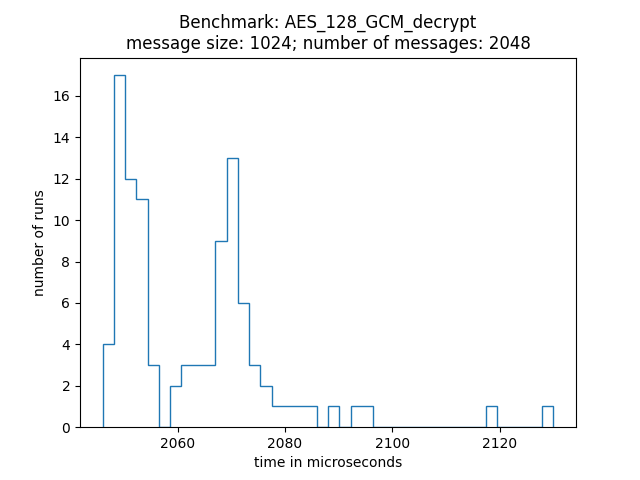 Benchmark: AES_128_GCM_decrypt
message size: 1024; number of messages: 2048
number of runs
16
14
12
10
8
6
4
2
0
2060 2080 2100 2120
time in microseconds